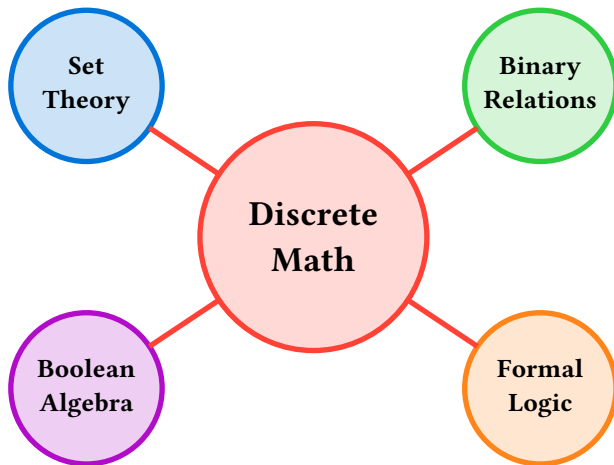 Set
Theory
Binary
Relations
Discrete
Math
Boolean
Algebra
Formal
Logic